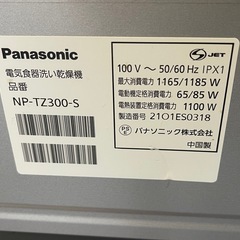 Panasonic
電気食器洗い乾燥機
品番
NP-TZ300-S
JET
100 V ～ 50/60 Hz IPX1
最大消費電力 1165/1185 W
電動機定格消費電力 65/85 W
電熱装置定格消費電力 1100 W
製造番号 2101ES0318
PS E
パナソニック株式会社
中国製